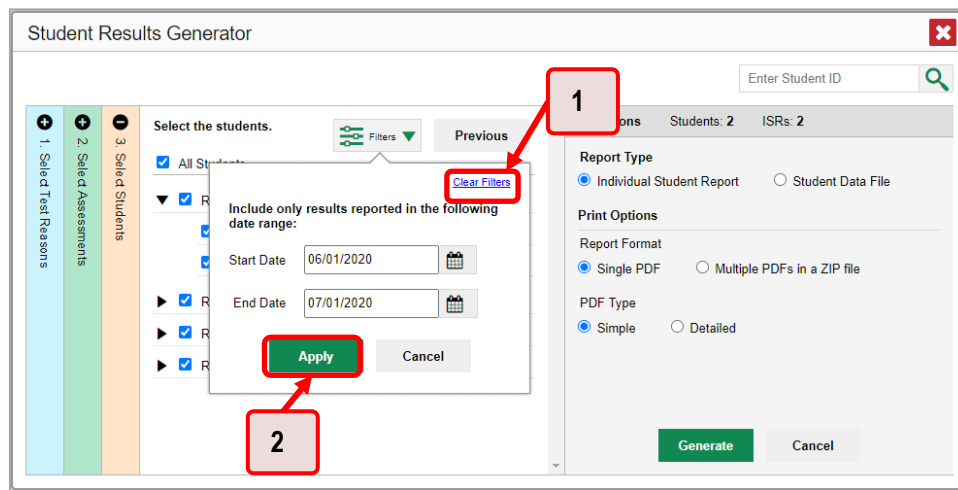 Student Results Generator
Enter Student ID
1
1. Select Test Reasons
2. Select Assessments
3. Select Students
Select the students.
Filters
Previous
All Students
Clear Filters
R
Include only results reported in the following
date range:
Start Date 06/01/2020
End Date 07/01/2020
R
R
R
Apply Cancel
2
ons Students: 2 ISRs: 2
Report Type
Individual Student Report Student Data File
Print Options
Report Format
Single PDF Multiple PDFs in a ZIP file
PDF Type
Simple Detailed
Generate Cancel